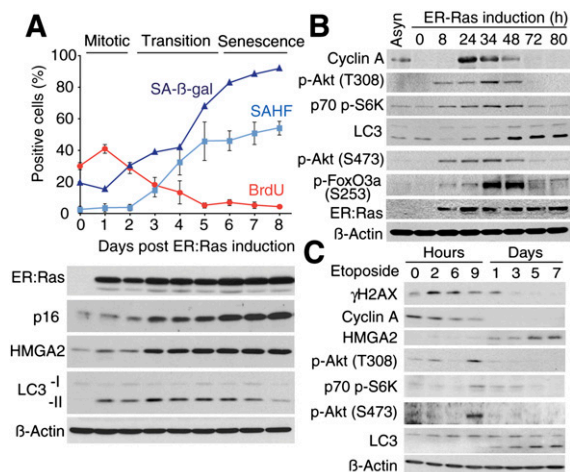 A
Mitotic Transition Senescence
100
80
60
40
20
0
Positive cells (%)
SA-ß-gal
SAHF
BrdU
0 1 2 3 4 5 6 7 8
Days post ER:Ras induction
ER:Ras
p16
HMGA2
LC3 -I
-II
ß-Actin
B
ER-Ras induction (h)
Asyn 0 8 24 34 48 72 80
Cyclin A
p-Akt (T308)
p70 p-S6K
LC3
p-Akt (S473)
p-FoxO3a
(S253)
ER:Ras
ß-Actin
C
Hours Days
Etoposide 0 2 6 9 1 3 5 7
γH2AX
Cyclin A
HMGA2
p-Akt (T308)
p70 p-S6K
p-Akt (S473)
LC3
ß-Actin